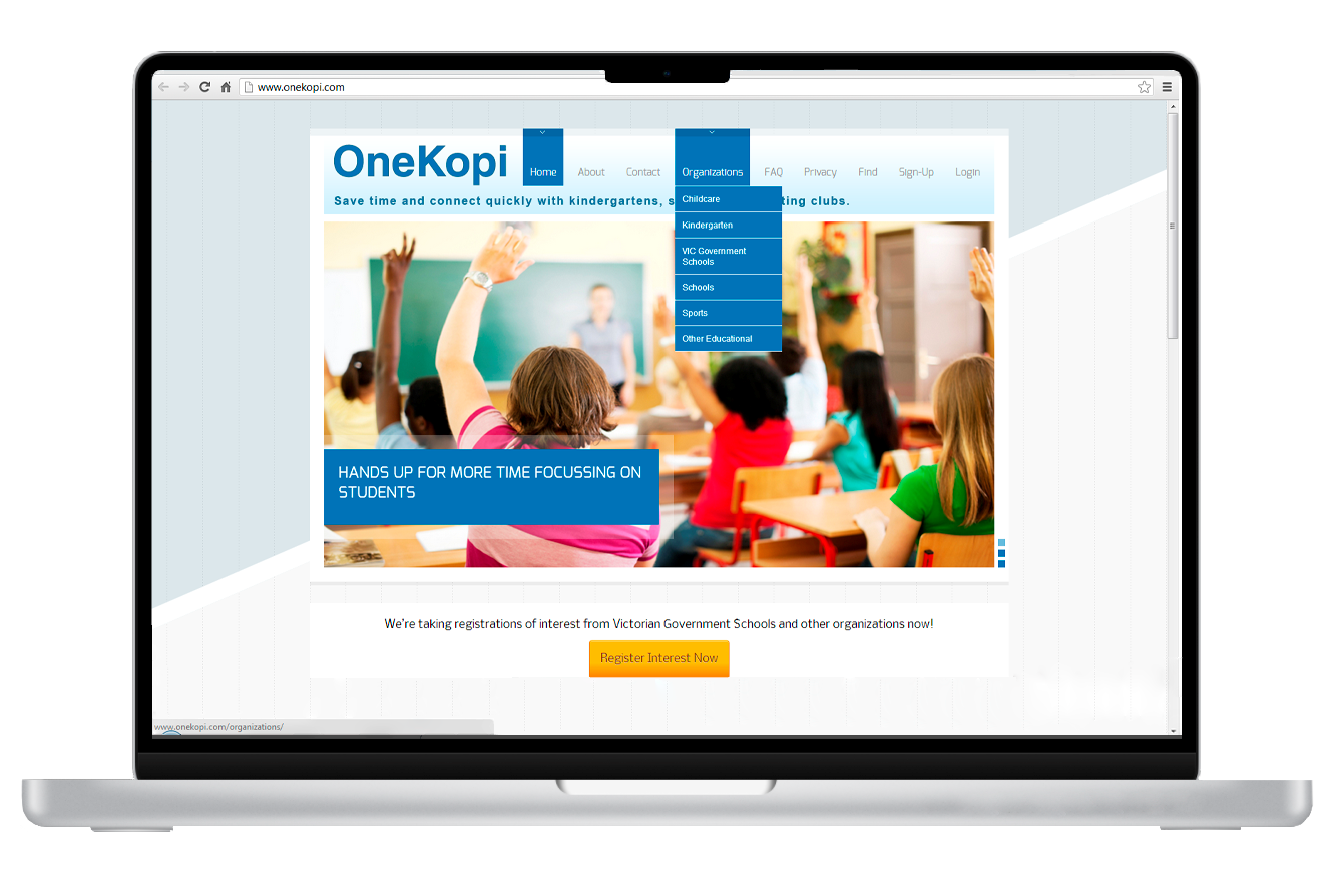 www.onekopi.com
OneKopi
Home
About
Contact
Organizations
FAQ
Privacy
Find
Sign-Up
Login
Save time and connect quickly with kindergartens, s ting clubs.
Childcare
Kindergarten
VIC Government
Schools
Schools
Sports
Other Educational
HANDS UP FOR MORE TIME FOCUSSING ON
STUDENTS
We're taking registrations of interest from Victorian Government Schools and other organizations now!
Register Interest Now
www.onekopi.com/organizations/